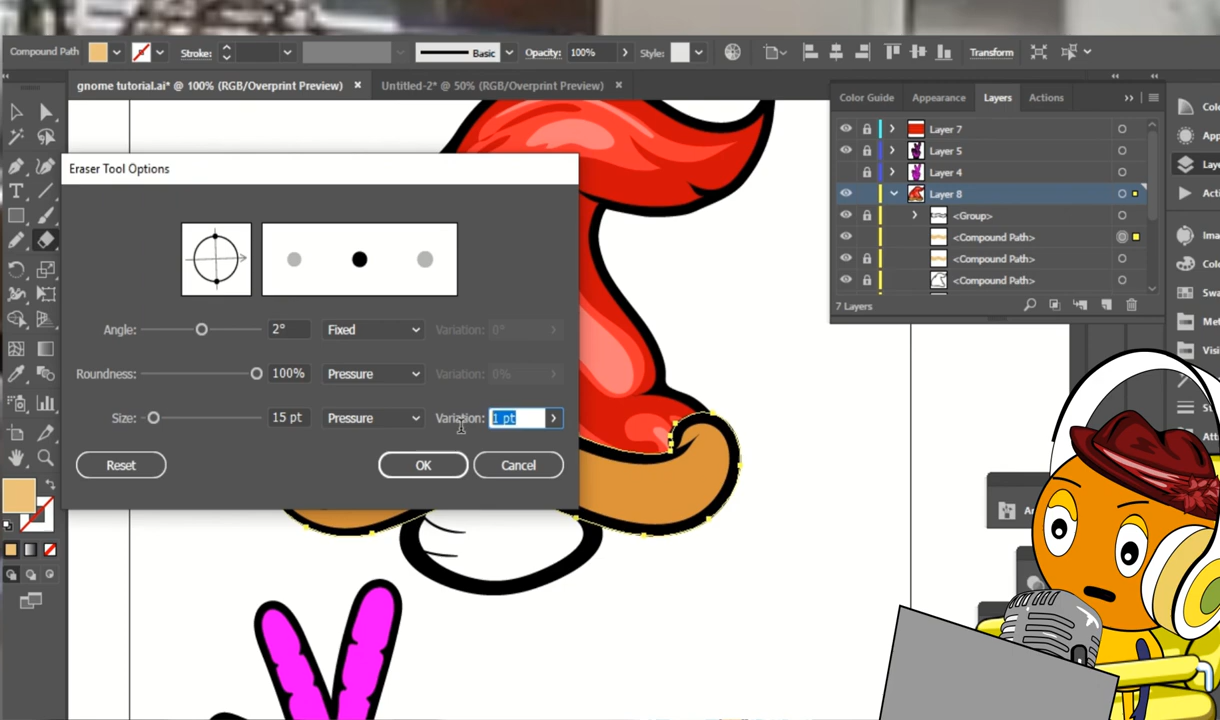 Compound Path Stroke: Basic Opacity: 100% Style: Transform
gnome tutorial.ai* @ 100% (RGB/Overprint Preview) × Untitled-2* @ 50% (RGB/Overprint Preview) ×
Color Guide Appearance Layers Actions
Layer 7
Layer 5
Layer 4
Layer 8
<Group>
<Compound Path>
<Compound Path>
<Compound Path>
7 Layers
Eraser Tool Options
Angle: 2° Fixed Variation: 0°
Roundness: 100% Pressure Variation: 0%
Size: 15 pt Pressure Variation: 1 pt
Reset OK Cancel